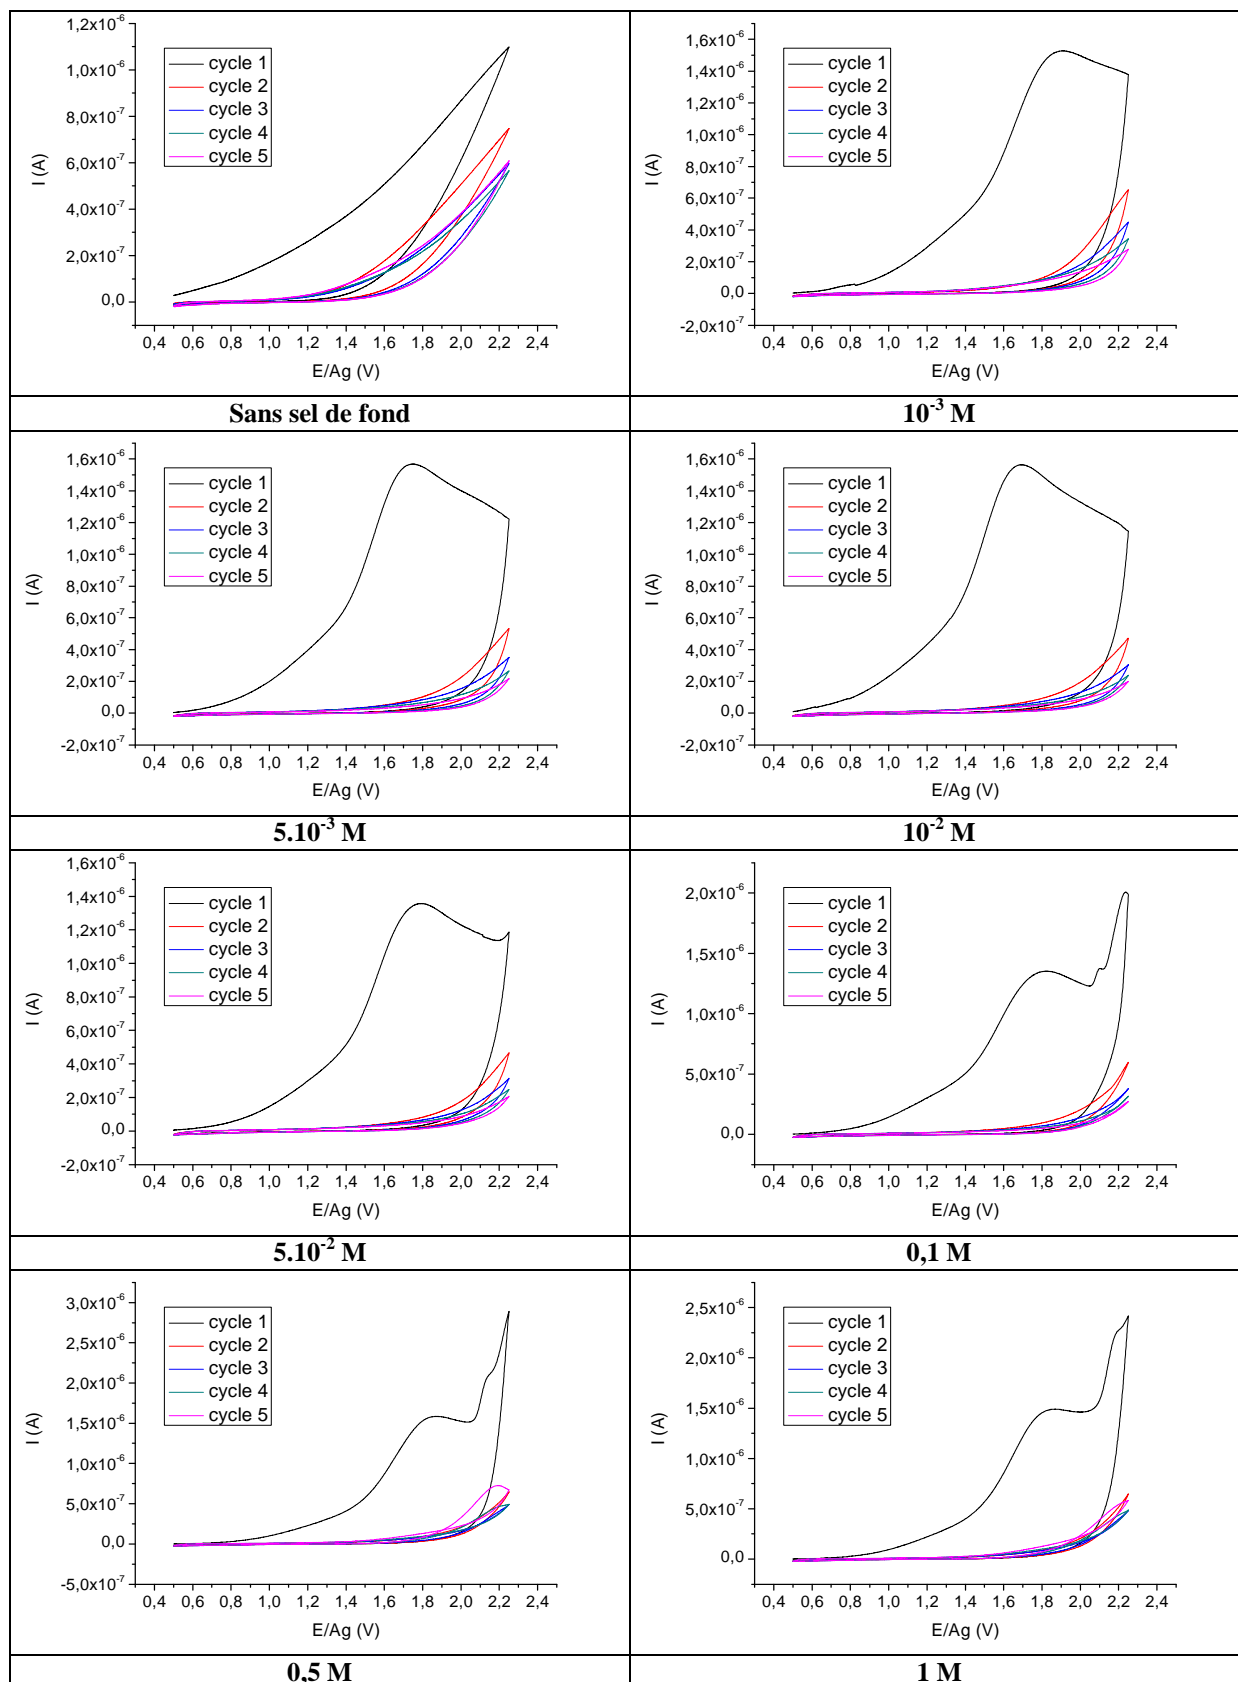 1,2x10-6
1,0x10-6
8,0x10-7
6,0x10-7
4,0x10-7
2,0x10-7
0,0
I (A)
cycle 1
cycle 2
cycle 3
cycle 4
cycle 5
0,4 0,6 0,8 1,0 1,2 1,4 1,6 1,8 2,0 2,2 2,4
E/Ag (V)
Sans sel de fond
1,6x10-6
1,4x10-6
1,2x10-6
1,0x10-6
8,0x10-7
6,0x10-7
4,0x10-7
2,0x10-7
0,0
-2,0x10-7
I (A)
cycle 1
cycle 2
cycle 3
cycle 4
cycle 5
0,4 0,6 0,8 1,0 1,2 1,4 1,6 1,8 2,0 2,2 2,4
E/Ag (V)
10-3 M
1,6x10-6
1,4x10-6
1,2x10-6
1,0x10-6
8,0x10-7
6,0x10-7
4,0x10-7
2,0x10-7
0,0
-2,0x10-7
I (A)
cycle 1
cycle 2
cycle 3
cycle 4
cycle 5
0,4 0,6 0,8 1,0 1,2 1,4 1,6 1,8 2,0 2,2 2,4
E/Ag (V)
5.10-3 M
1,6x10-6
1,4x10-6
1,2x10-6
1,0x10-6
8,0x10-7
6,0x10-7
4,0x10-7
2,0x10-7
0,0
-2,0x10-7
I (A)
cycle 1
cycle 2
cycle 3
cycle 4
cycle 5
0,4 0,6 0,8 1,0 1,2 1,4 1,6 1,8 2,0 2,2 2,4
E/Ag (V)
10-2 M
1,6x10-6
1,4x10-6
1,2x10-6
1,0x10-6
8,0x10-7
6,0x10-7
4,0x10-7
2,0x10-7
0,0
-2,0x10-7
I (A)
cycle 1
cycle 2
cycle 3
cycle 4
cycle 5
0,4 0,6 0,8 1,0 1,2 1,4 1,6 1,8 2,0 2,2 2,4
E/Ag (V)
5.10-2 M
2,0x10-6
1,5x10-6
1,0x10-6
5,0x10-7
0,0
I (A)
cycle 1
cycle 2
cycle 3
cycle 4
cycle 5
0,4 0,6 0,8 1,0 1,2 1,4 1,6 1,8 2,0 2,2 2,4
E/Ag (V)
0,1 M
3,0x10-6
2,5x10-6
2,0x10-6
1,5x10-6
1,0x10-6
5,0x10-7
0,0
-5,0x10-7
I (A)
cycle 1
cycle 2
cycle 3
cycle 4
cycle 5
0,4 0,6 0,8 1,0 1,2 1,4 1,6 1,8 2,0 2,2 2,4
E/Ag (V)
0,5 M
2,5x10-6
2,0x10-6
1,5x10-6
1,0x10-6
5,0x10-7
0,0
I (A)
cycle 1
cycle 2
cycle 3
cycle 4
cycle 5
0,4 0,6 0,8 1,0 1,2 1,4 1,6 1,8 2,0 2,2 2,4
E/Ag (V)
1 M